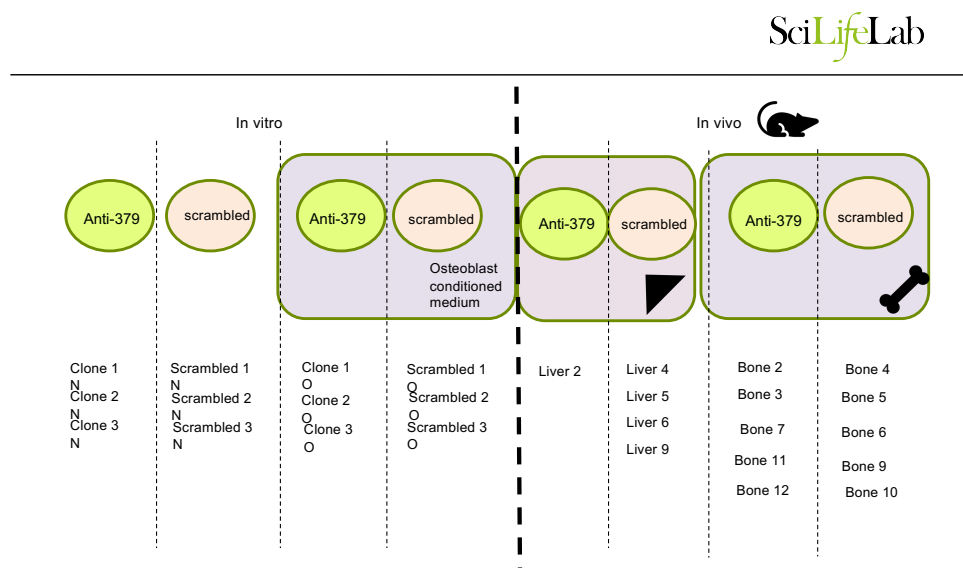 SciLifeLab
In vitro
In vivo
Anti-379
scrambled
Anti-379
scrambled
Osteoblast
conditioned
medium
Anti-379
scrambled
Anti-379
scrambled
Clone 1
N
Clone 2
N
Clone 3
N
Scrambled 1
N
Scrambled 2
N
Scrambled 3
N
Clone 1
O
Clone 2
O
Clone 3
O
Scrambled 1
O
Scrambled 2
O
Scrambled 3
O
Liver 2
Liver 4
Liver 5
Liver 6
Liver 9
Bone 2
Bone 3
Bone 7
Bone 11
Bone 12
Bone 4
Bone 5
Bone 6
Bone 9
Bone 10